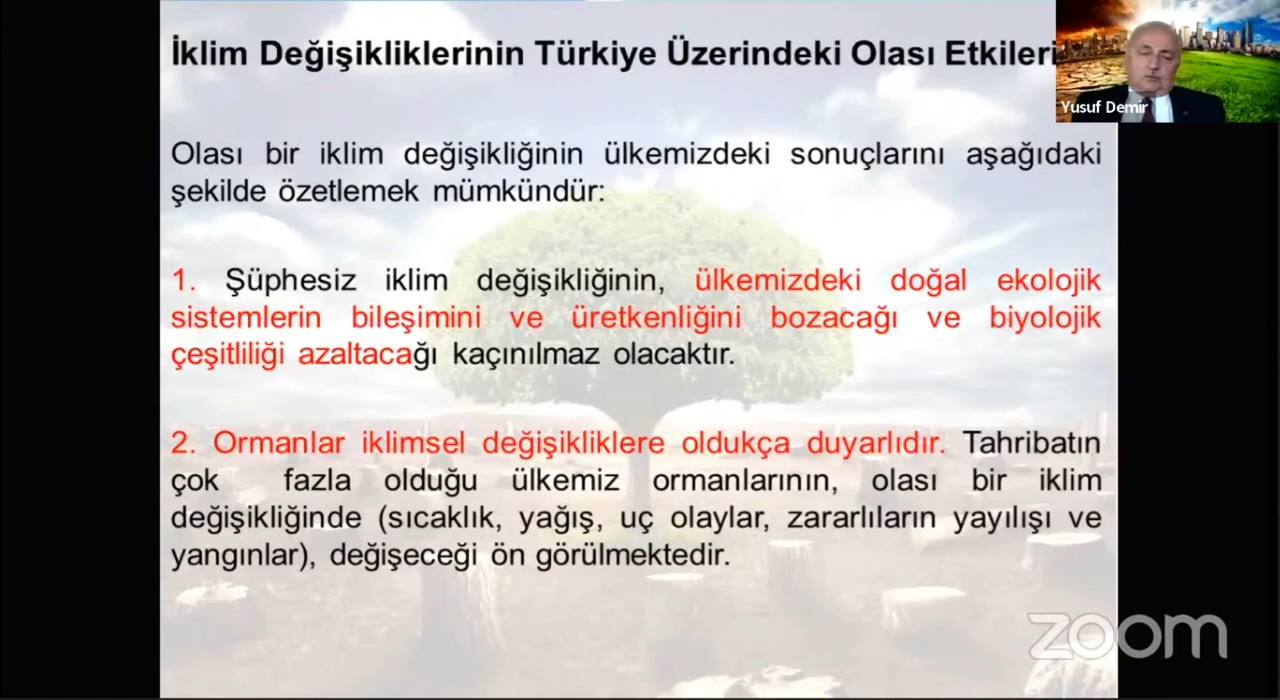 İklim Değişikliklerinin Türkiye Üzerindeki Olası Etkileri
Yusuf Demir
Olası bir iklim değişikliğinin ülkemizdeki sonuçlarını aşağıdaki
şekilde özetlemek mümkündür:
1. Şüphesiz iklim değişikliğinin, ülkemizdeki doğal ekolojik
sistemlerin bileşimini ve üretkenliğini bozacağı ve biyolojik
çeşitliliği azaltacağı kaçınılmaz olacaktır.
2. Ormanlar iklimsel değişikliklere oldukça duyarlıdır. Tahribatın
çok fazla olduğu ülkemiz ormanlarının, olası bir iklim
değişikliğinde (sıcaklık, yağış, uç olaylar, zararlıların yayılışı ve
yangınlar), değişeceği ön görülmektedir.
zoom